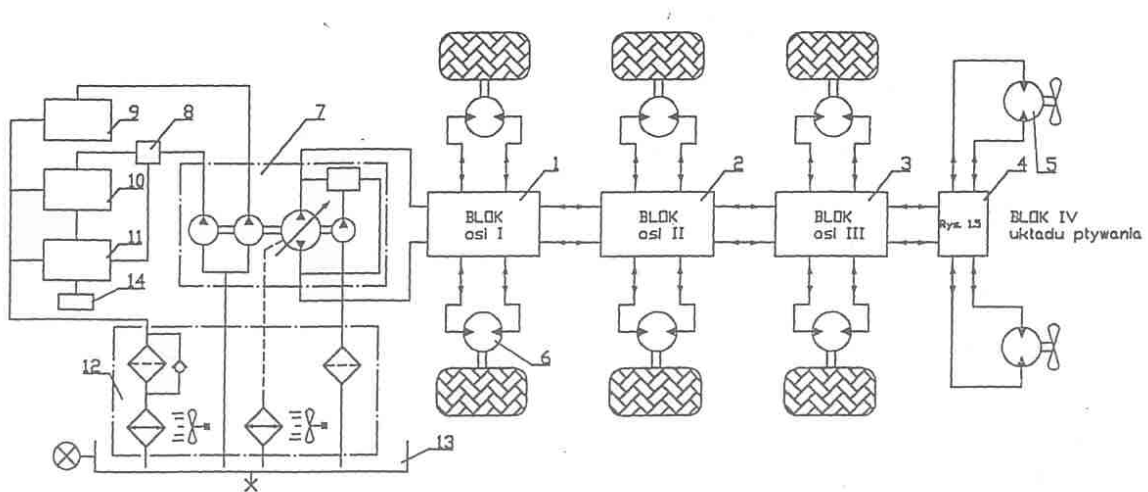 1
2
3
4
5
6
7
8
9
10
11
12
13
14
BLOK
osi I
BLOK
osi II
BLOK
osi III
Rys. 1.5
BLOK IV
układu pływania